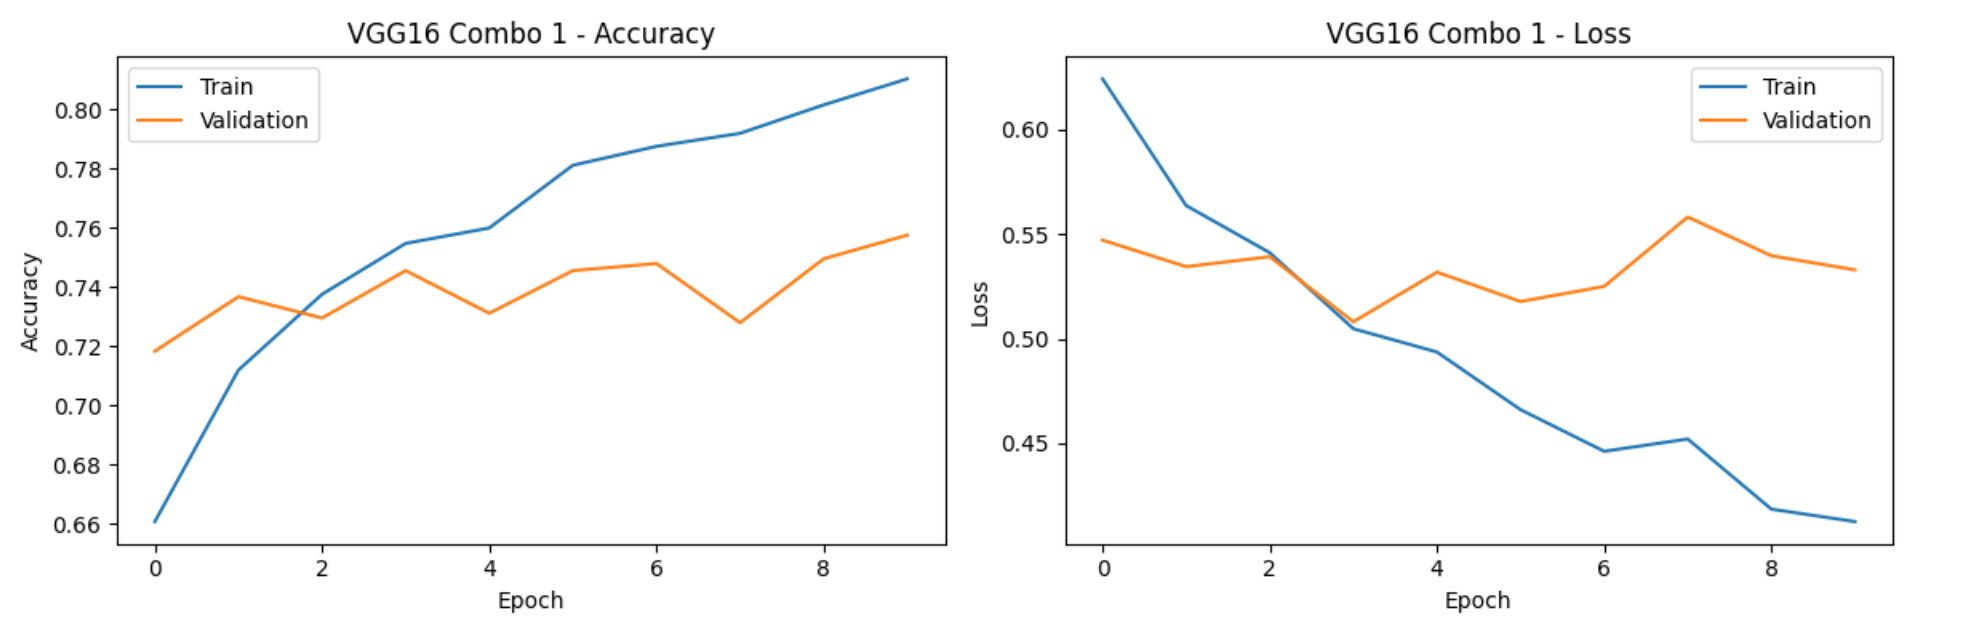 VGG16 Combo 1 - Accuracy
Train
Validation
0.80
0.78
0.76
0.74
0.72
0.70
0.68
0.66
Accuracy
0 2 4 6 8
Epoch
VGG16 Combo 1 - Loss
Train
Validation
0.60
0.55
0.50
0.45
Loss
0 2 4 6 8
Epoch